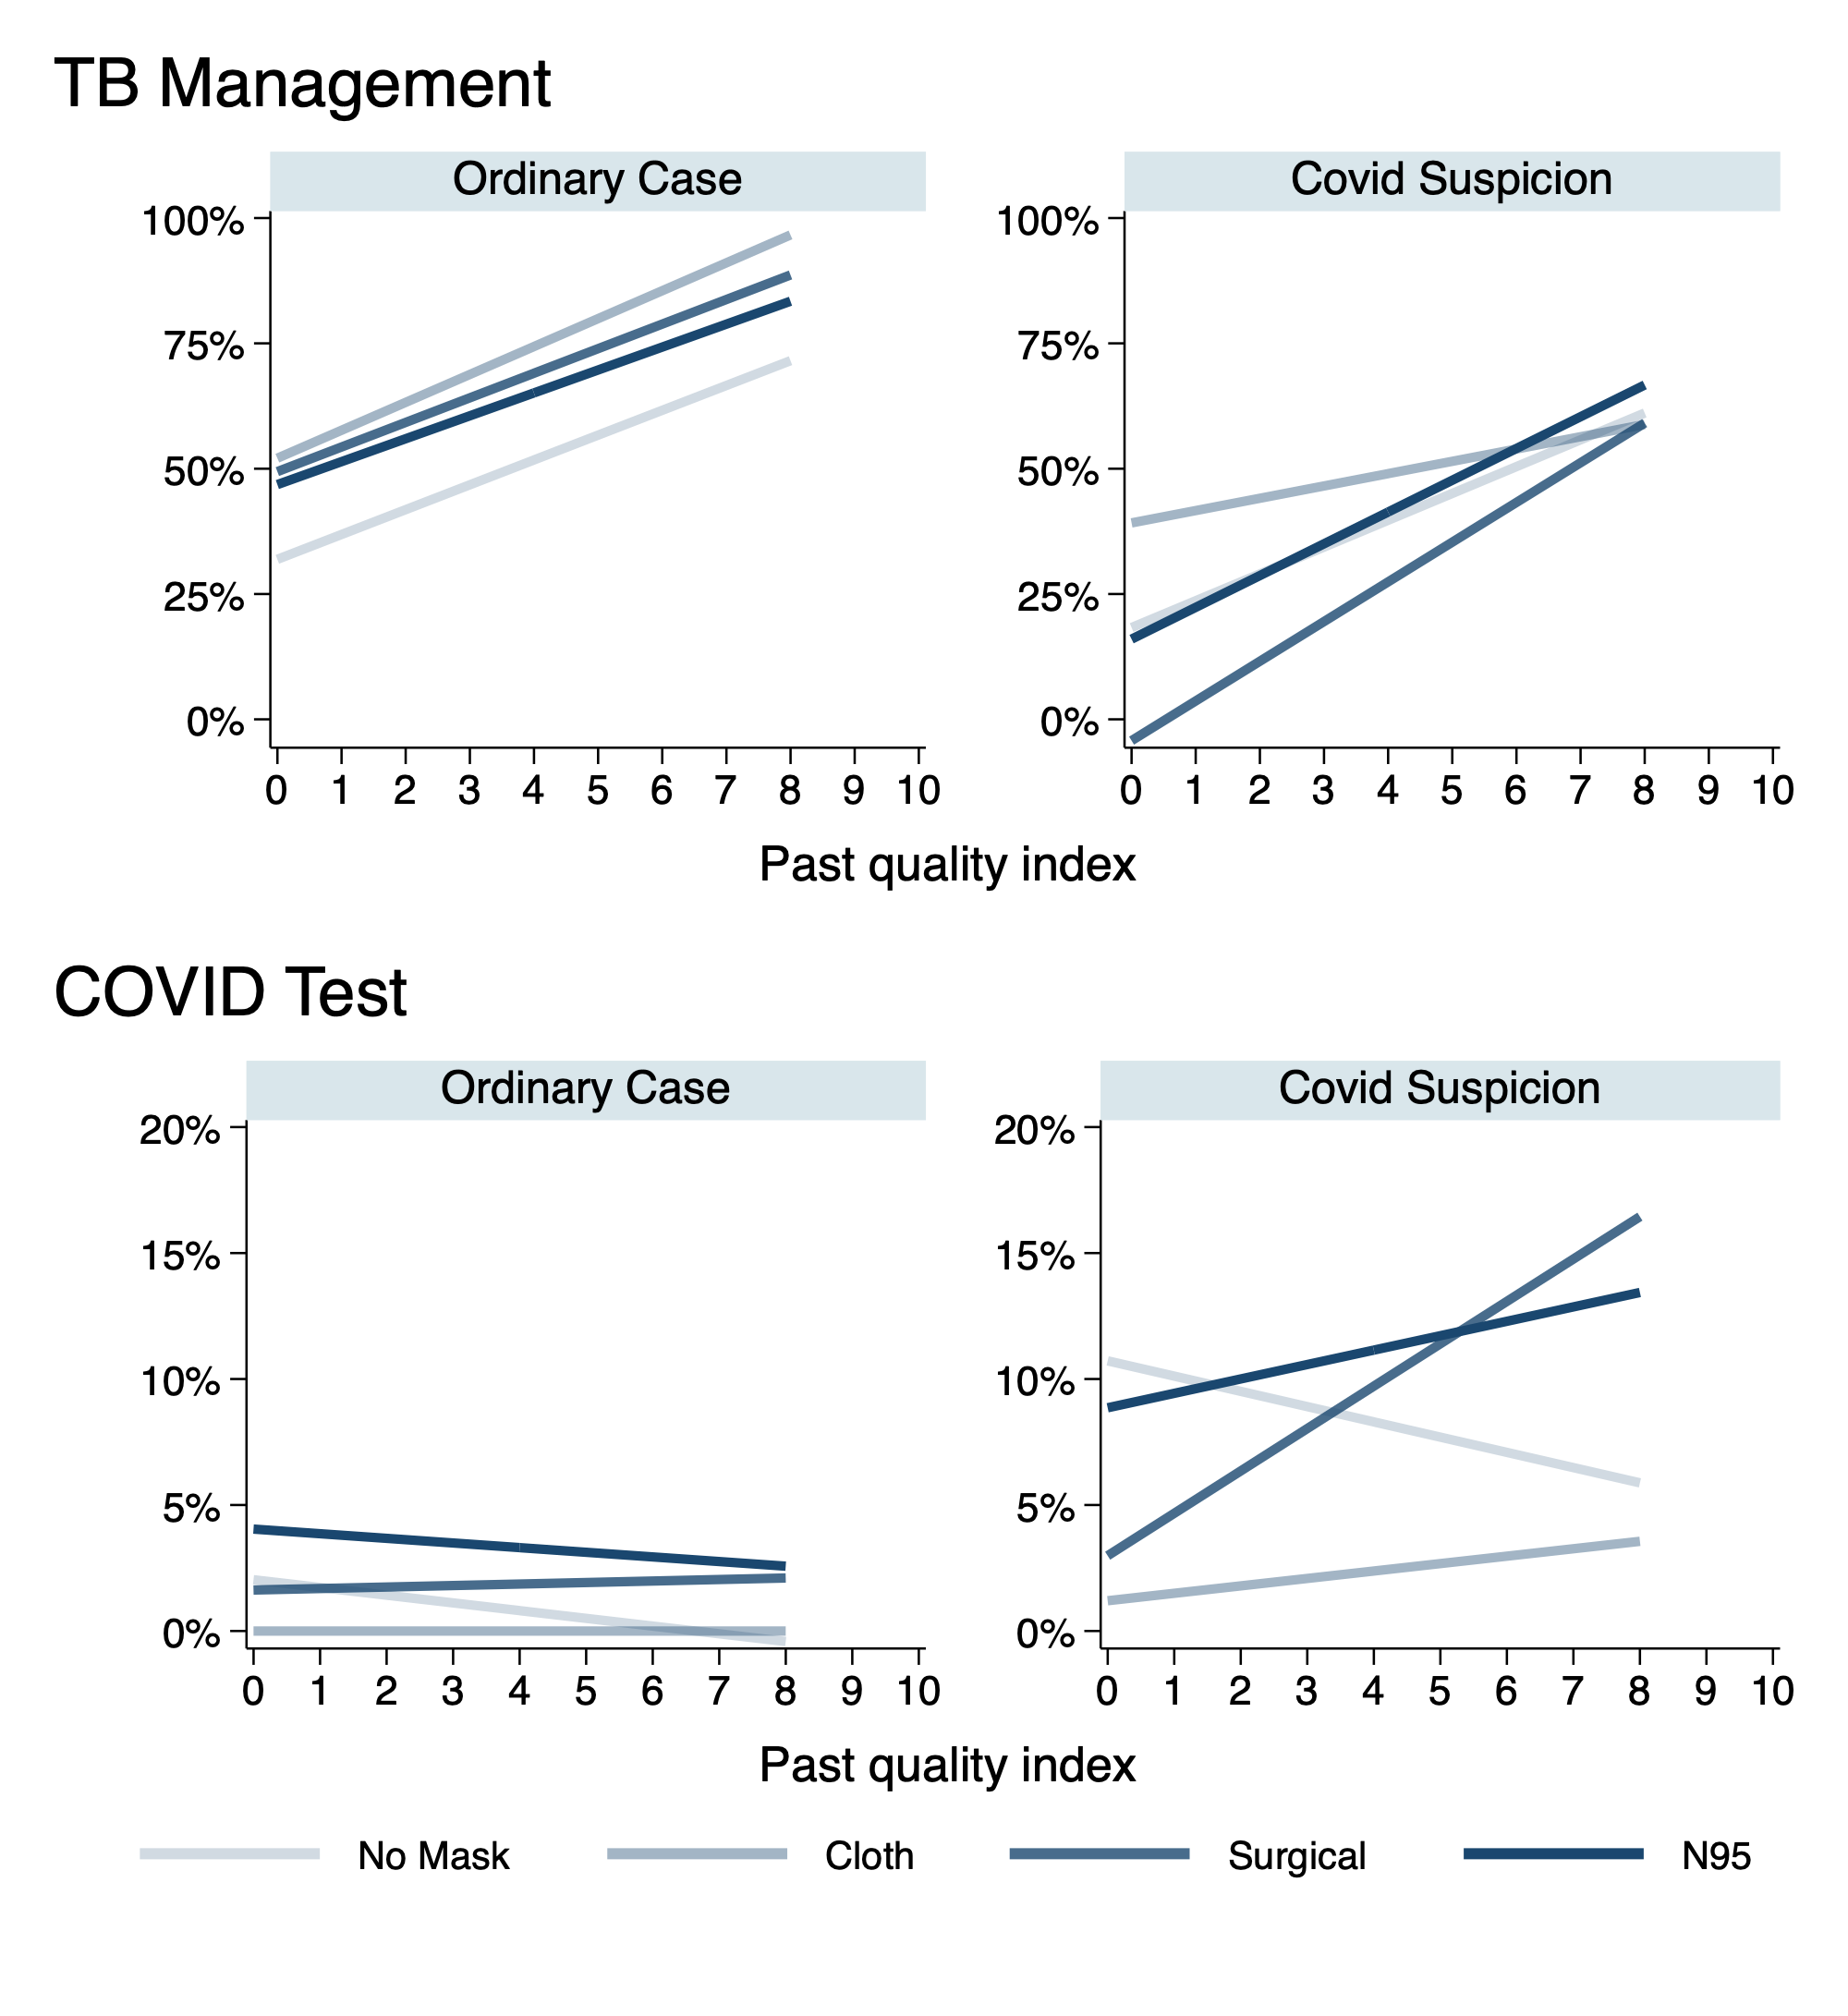 TB Management
Ordinary Case
Covid Suspicion
100%
75%
50%
25%
0%
0 1 2 3 4 5 6 7 8 9 10
100%
75%
50%
25%
0%
0 1 2 3 4 5 6 7 8 9 10
Past quality index
COVID Test
Ordinary Case
Covid Suspicion
20%
15%
10%
5%
0%
0 1 2 3 4 5 6 7 8 9 10
20%
15%
10%
5%
0%
0 1 2 3 4 5 6 7 8 9 10
Past quality index
No Mask Cloth Surgical N95